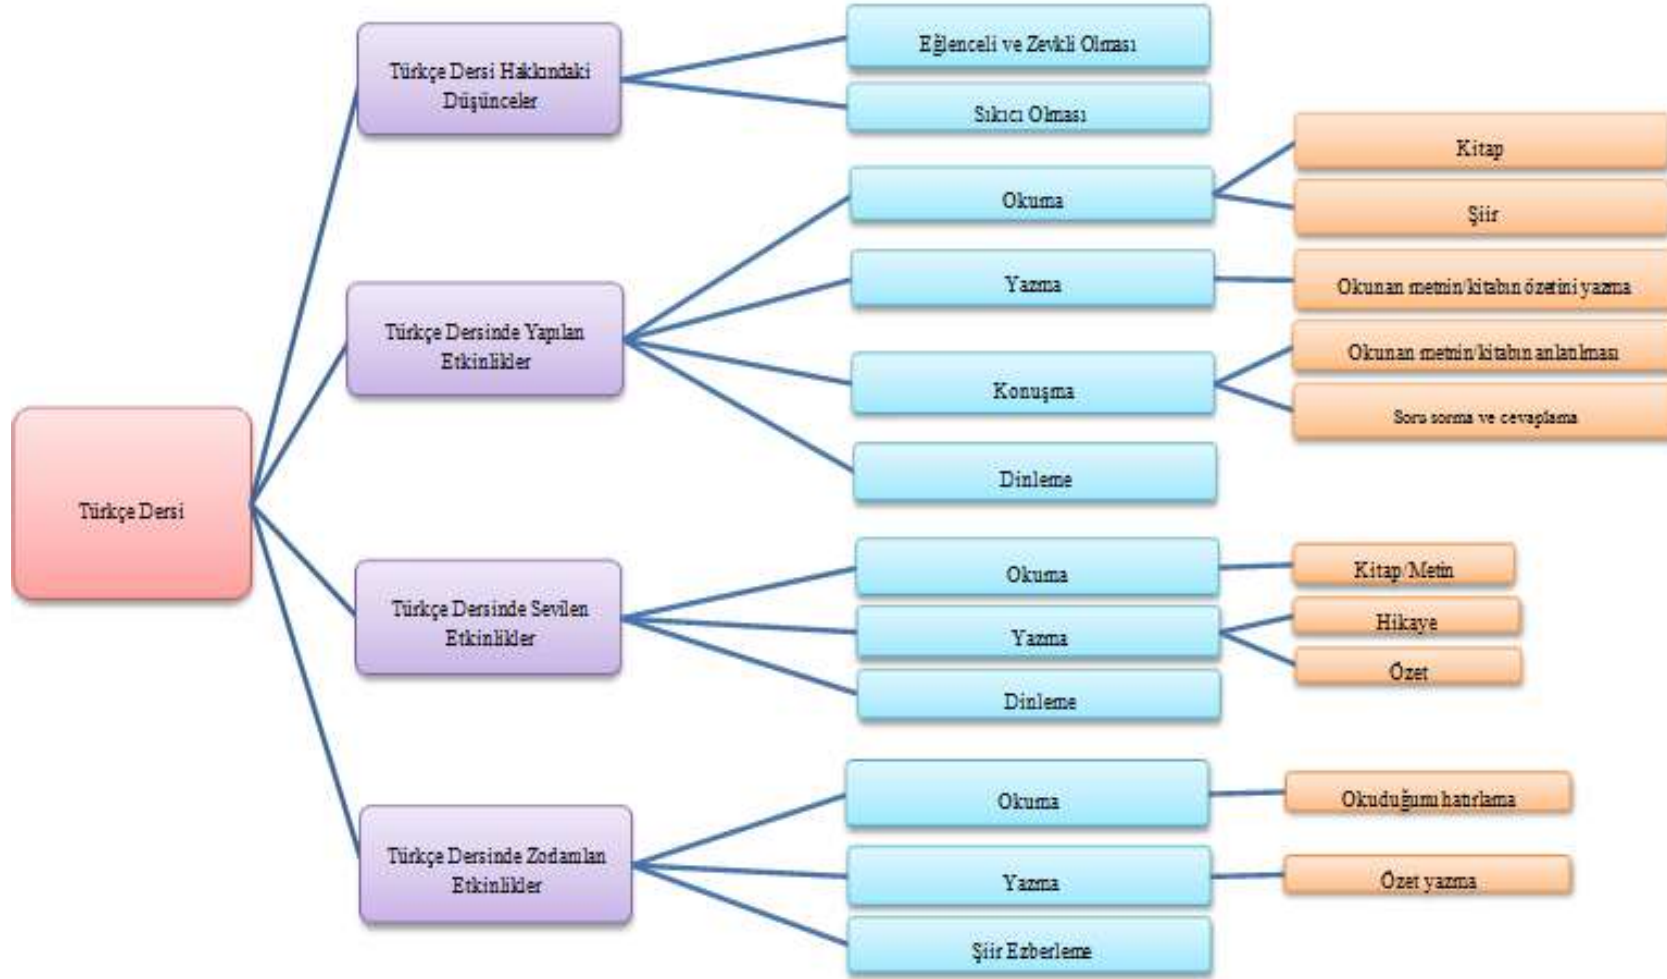 Türkçe Dersi
Türkçe Dersi Hakkındaki
Düşünceler
Eğlenceli ve Zevkli Olması
Sıkıcı Olması
Türkçe Dersinde Yapılan
Etkinlikler
Okuma
Kitap
Şiir
Yazma
Okunan metnin/kitabın özetini yazma
Konuşma
Okunan metnin/kitabın anlatılması
Soru sorma ve cevaplama
Dinleme
Türkçe Dersinde Sevilen
Etkinlikler
Okuma
Kitap/Metin
Yazma
Hikaye
Özet
Dinleme
Türkçe Dersinde Zorlanılan
Etkinlikler
Okuma
Okuduğunu hatırlama
Yazma
Özet yazma
Şiir Ezberleme